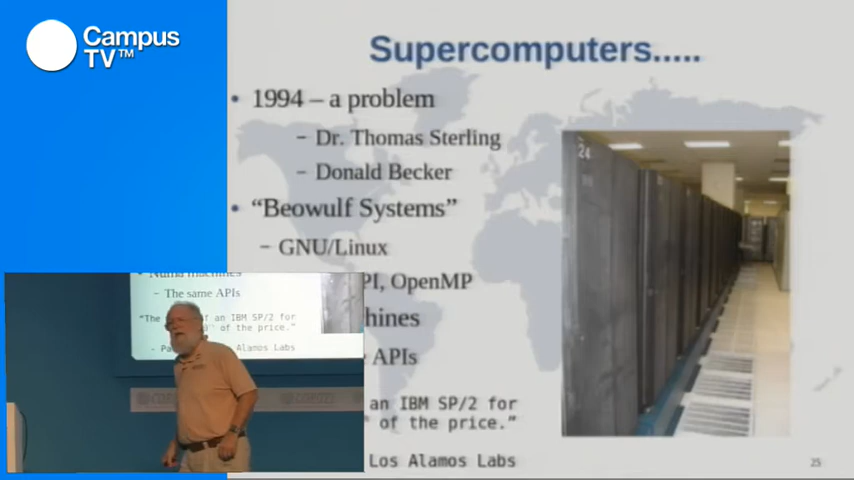 Campus
TV™
Supercomputers.....
• 1994 – a problem
– Dr. Thomas Sterling
– Donald Becker
• “Beowulf Systems”
– GNU/Linux
PI, OpenMP
hines
APIs
an IBM SP/2 for
of the price.”
Los Alamos Labs
25
machines
– The same APIs
“The
f an IBM SP/2 for
of the price.”
Alamos Labs